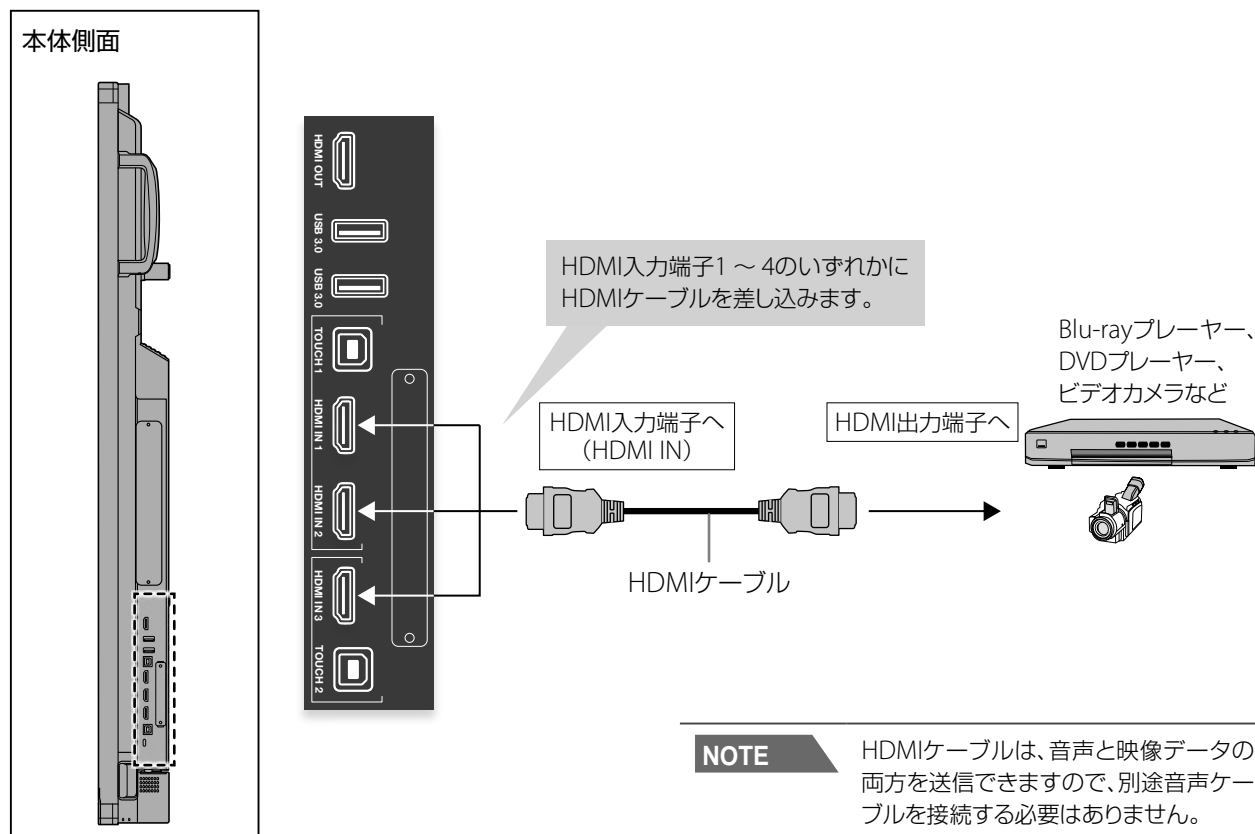 本体側面
HDMI OUT
USB 3.0
USB 3.0
TOUCH 1
HDMI IN 1
HDMI IN 2
HDMI IN 3
TOUCH 2
HDMI入力端子1 ~ 4のいずれかに
HDMIケーブルを差し込みます。
HDMI入力端子へ
(HDMI IN)
HDMI出力端子へ
Blu-rayプレーヤー、
DVDプレーヤー、
ビデオカメラなど
HDMIケーブル
NOTE
HDMIケーブルは、音声と映像データの
両方を送信できますので、別途音声ケー
ブルを接続する必要はありません。